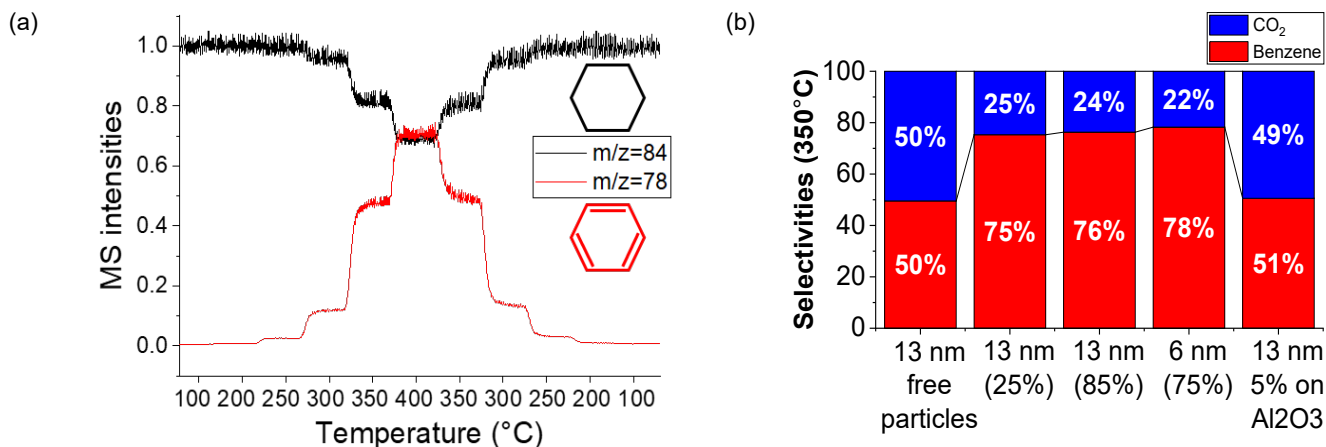 (a)
MS intensities
1.0
0.8
0.6
0.4
0.2
0.0
m/z=84
m/z=78
100 200 250 300 350 400 400 350 300 250 200 100
Temperature (°C)
(b)
CO₂
Benzene
Selectivities (350°C)
100
80
60
40
20
0
50% 25% 24% 22% 49%
50% 75% 76% 78% 51%
13 nm
free
particles
13 nm
(25%)
13 nm
(85%)
6 nm
(75%)
13 nm
5% on
Al2O3